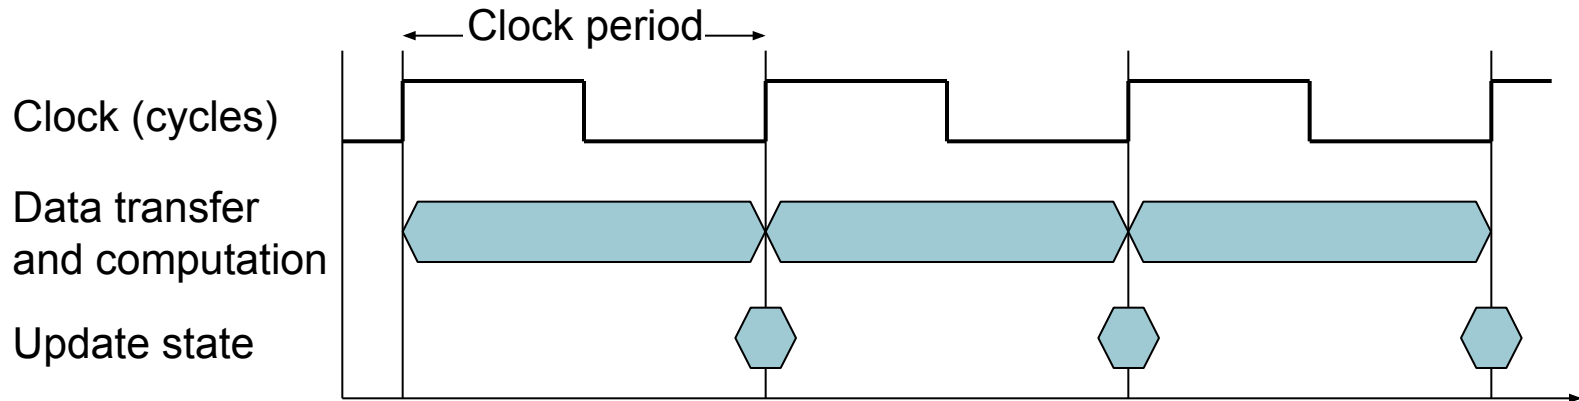 Clock period
Clock (cycles)
Data transfer
and computation
Update state